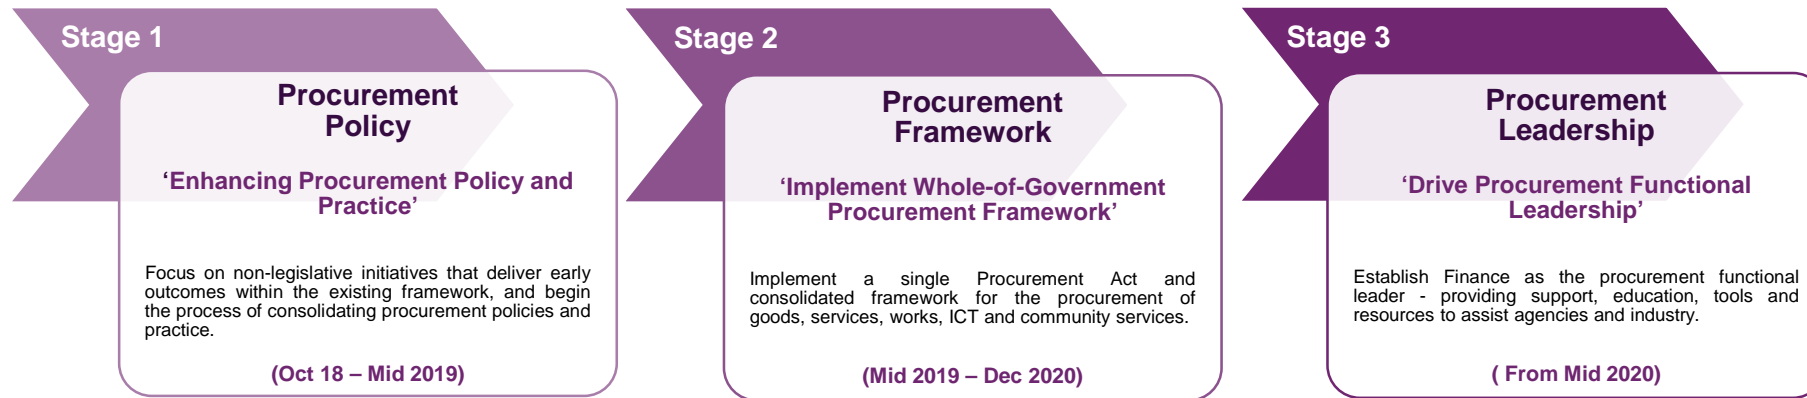 Stage 1
Procurement
Policy
‘Enhancing Procurement Policy and
Practice’
Focus on non-legislative initiatives that deliver early
outcomes within the existing framework, and begin
the process of consolidating procurement policies and
practice.
(Oct 18 – Mid 2019)
Stage 2
Procurement
Framework
‘Implement Whole-of-Government
Procurement Framework’
Implement a single Procurement Act and
consolidated framework for the procurement of
goods, services, works, ICT and community services.
(Mid 2019 – Dec 2020)
Stage 3
Procurement
Leadership
‘Drive Procurement Functional
Leadership’
Establish Finance as the procurement functional
leader - providing support, education, tools and
resources to assist agencies and industry.
( From Mid 2020)